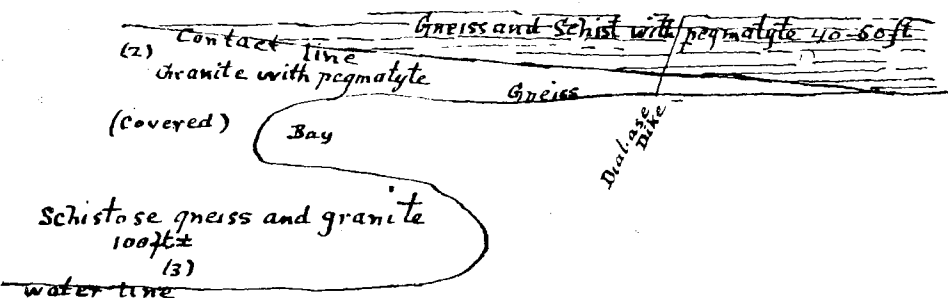 Gneiss and Schist with pegmatyte 40-60ft
(2) Contact line
Granite with pegmatyte
Gneiss
(Covered)
Bay
Diabase
Dike
Schistose gneiss and granite
100ft±
(3)
water line